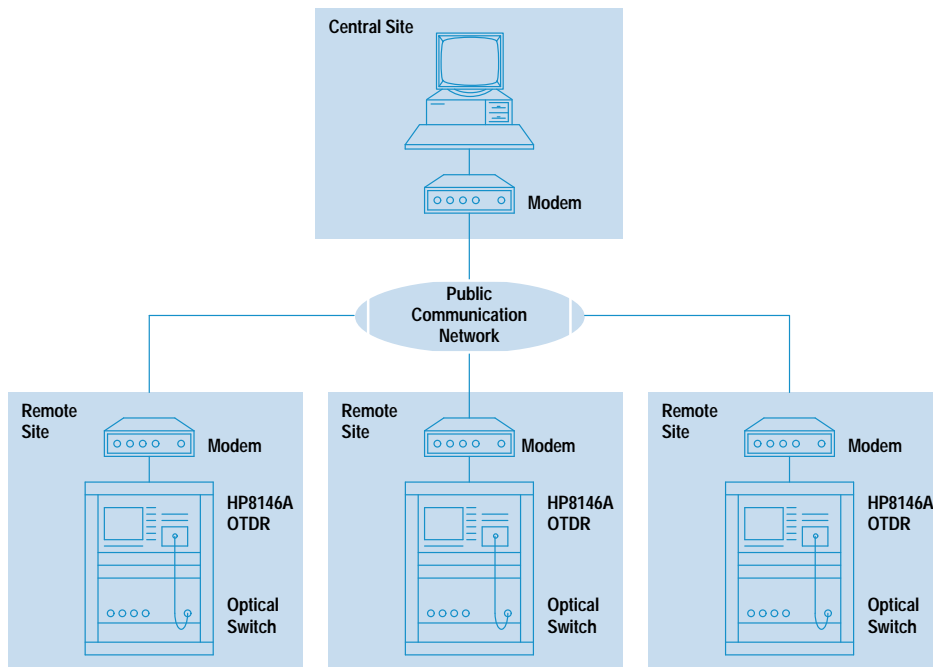 Central Site
Modem
Public
Communication
Network
Remote
Site
Modem
HP8146A
OTDR
Optical
Switch
Remote
Site
Modem
HP8146A
OTDR
Optical
Switch
Remote
Site
Modem
HP8146A
OTDR
Optical
Switch